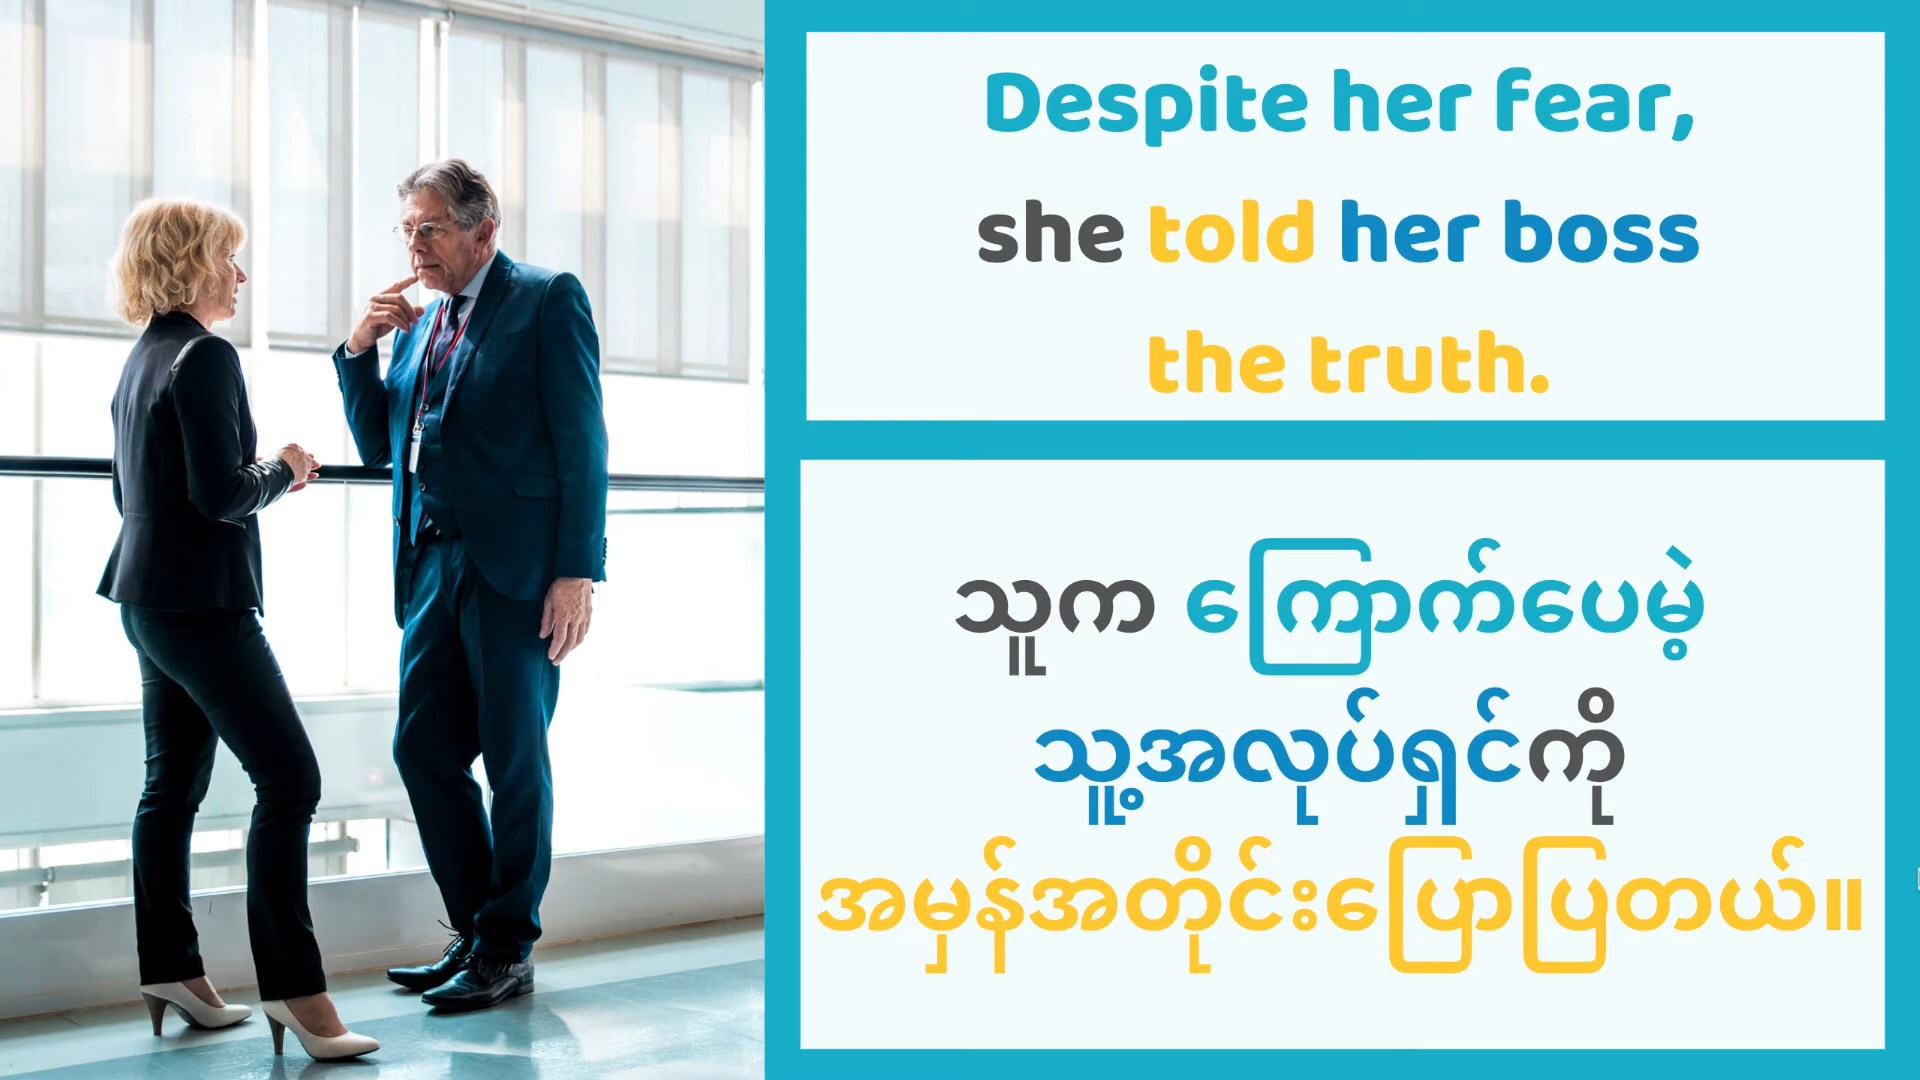 Despite her fear,
she told her boss
the truth.
သူက ကြောက်ပေမဲ့
သူ့အလုပ်ရှင်ကို
အမှန်အတိုင်းပြောပြတယ်။